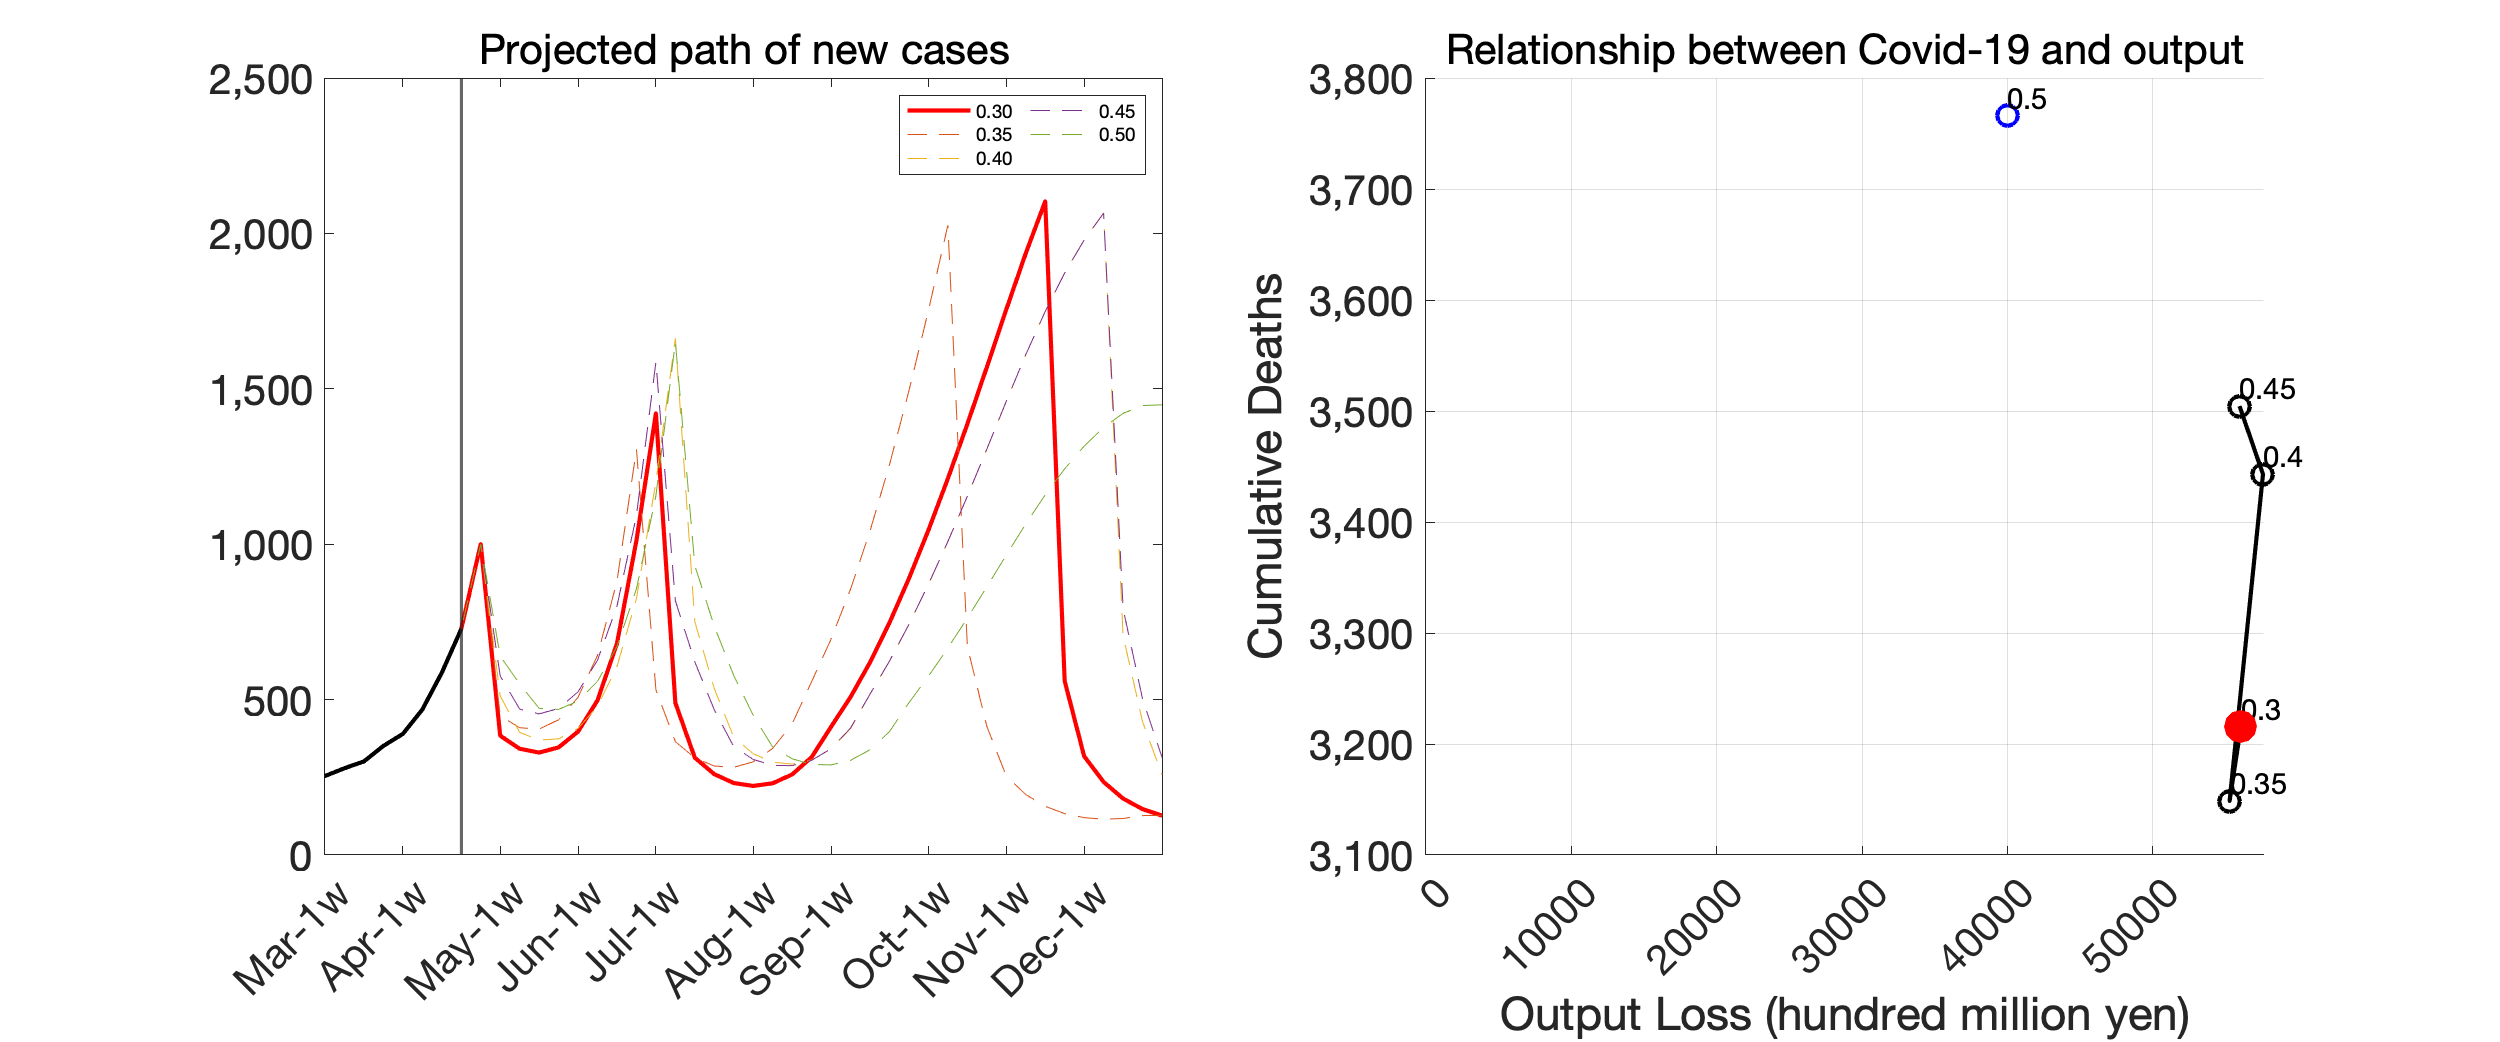 Projected path of new cases
2,500
2,000
1,500
1,000
500
0
0.30
0.35
0.40
0.45
0.50
Mar-1w
Apr-1w
May-1w
Jun-1w
Jul-1w
Aug-1w
Sep-1w
Oct-1w
Nov-1w
Dec-1w
Relationship between Covid-19 and output
Cumulative Deaths
3,800
3,700
3,600
3,500
3,400
3,300
3,200
3,100
0.5
0.45
0.4
0.3
0.35
0
10000
20000
30000
40000
50000
Output Loss (hundred million yen)